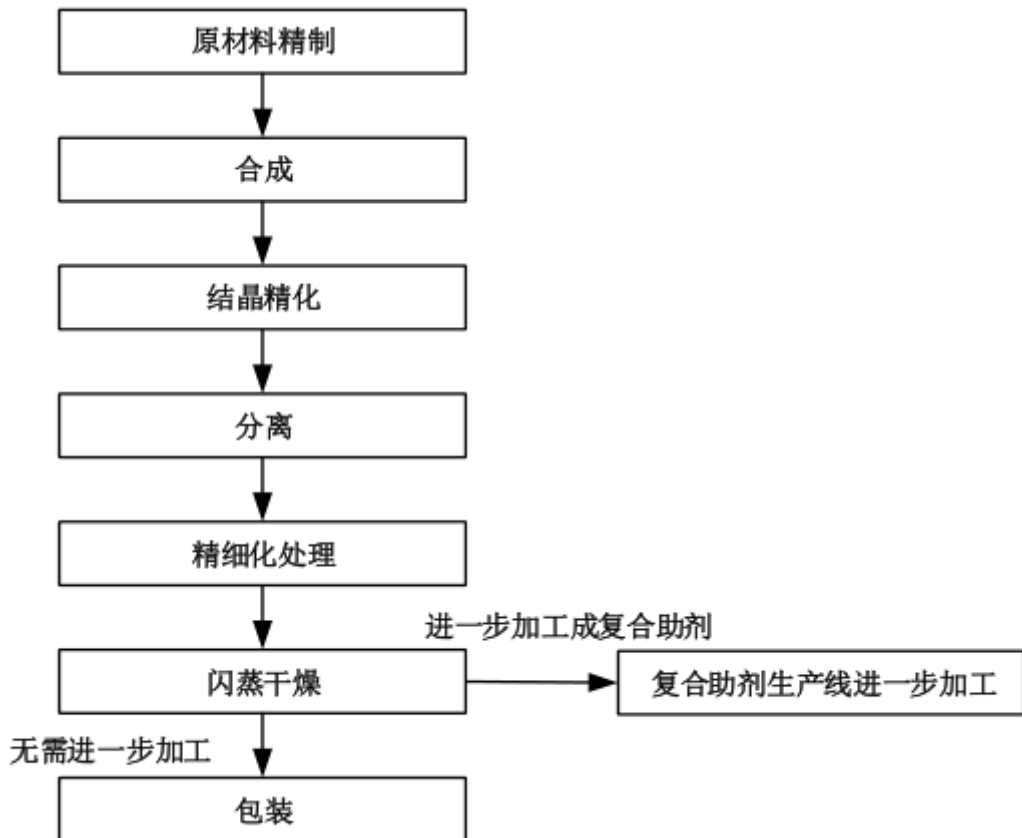 原材料精制
合成
结晶精化
分离
精细化处理
进一步加工成复合助剂
闪蒸干燥
复合助剂生产线进一步加工
无需进一步加工
包装